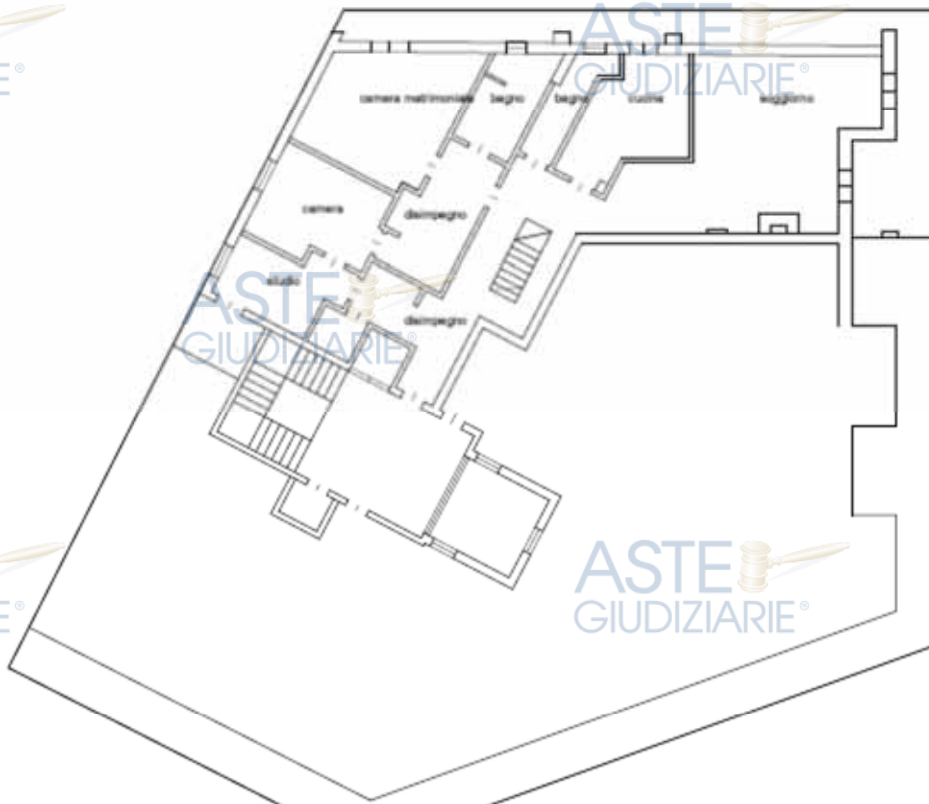 ASTE
GIUDIZIARIE®
E®
camera matrimoniale
bagno
bagno
cucina
soggiorno
camera
disimpegno
studio
ASTE
GIUDIZIARIE®
disimpegno
ASTE
GIUDIZIARIE®
E®